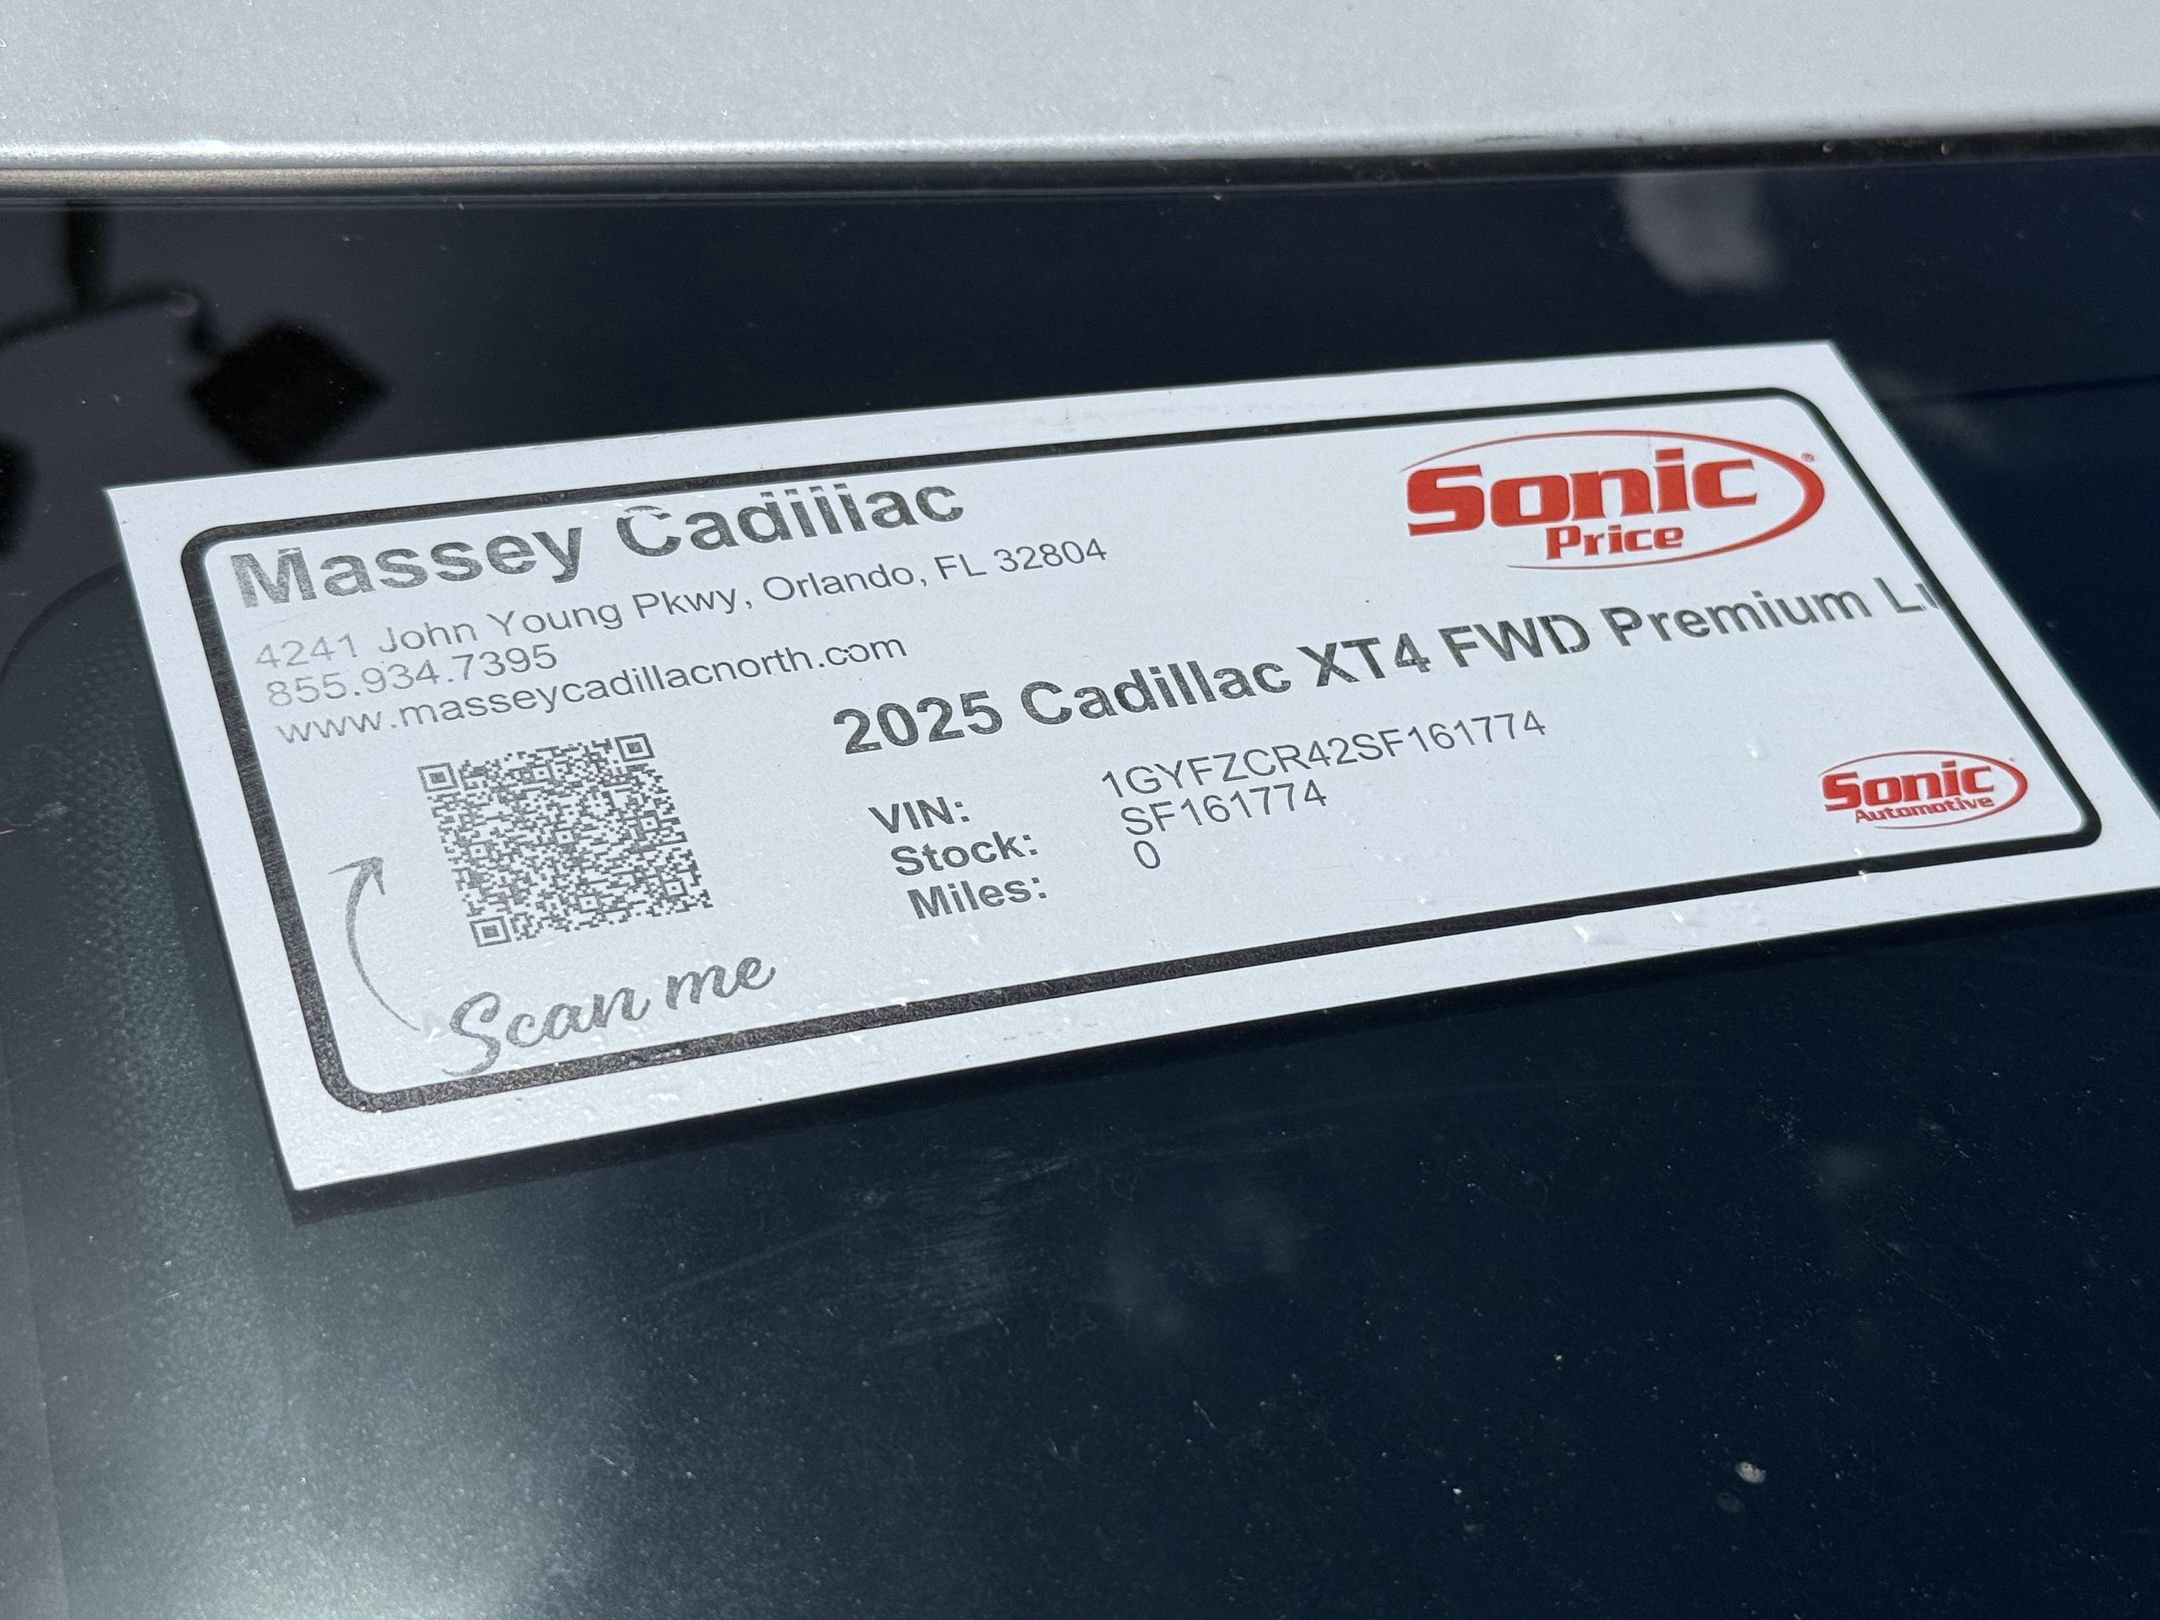 Massey Cadillac
4241 John Young Pkwy, Orlando, FL 32804
855.934.7395
www.masseycadillacnorth.com
Sonic®
Price
2025 Cadillac XT4 FWD Premium Lu
VIN: 1GYFZCR42SF161774
Stock: SF161774
Miles: 0
Scan me
Sonic
Automotive